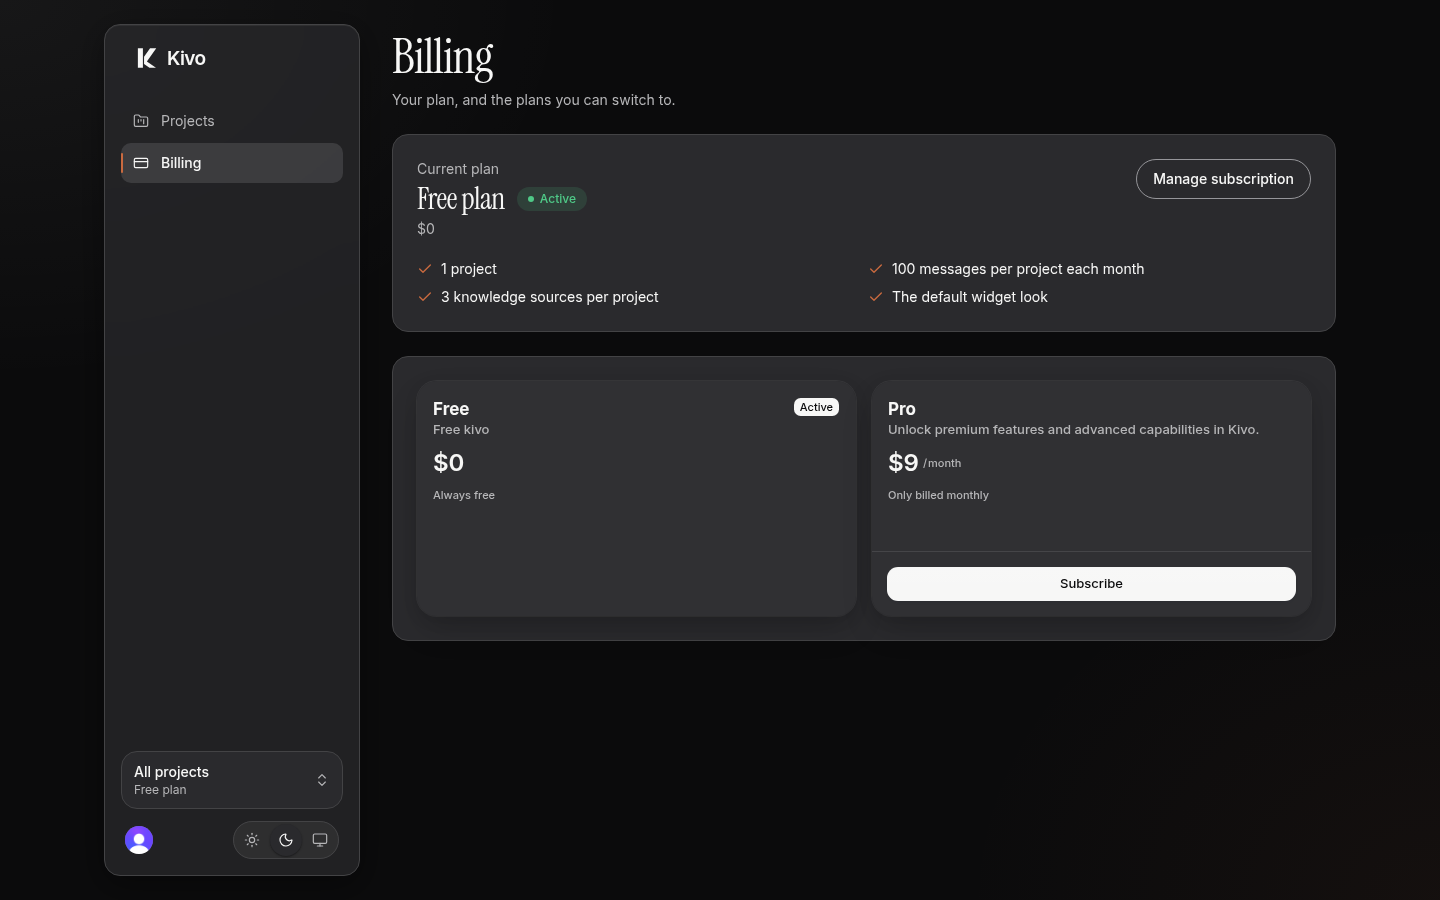 Kivo
Projects
Billing
All projects
Free plan
Billing
Your plan, and the plans you can switch to.
Current plan
Free plan
Active
$0
Manage subscription
1 project
100 messages per project each month
3 knowledge sources per project
The default widget look
Free
Active
Free kivo
$0
Always free
Pro
Unlock premium features and advanced capabilities in Kivo.
$9 /month
Only billed monthly
Subscribe